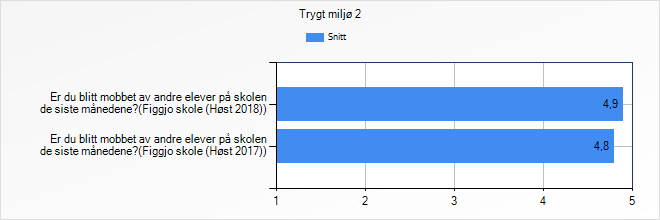 Trygt miljø 2
Snitt
Er du blitt mobbet av andre elever på skolen
de siste månedene?(Figgjo skole (Høst 2018))
4,9
Er du blitt mobbet av andre elever på skolen
de siste månedene?(Figgjo skole (Høst 2017))
4,8
1 2 3 4 5